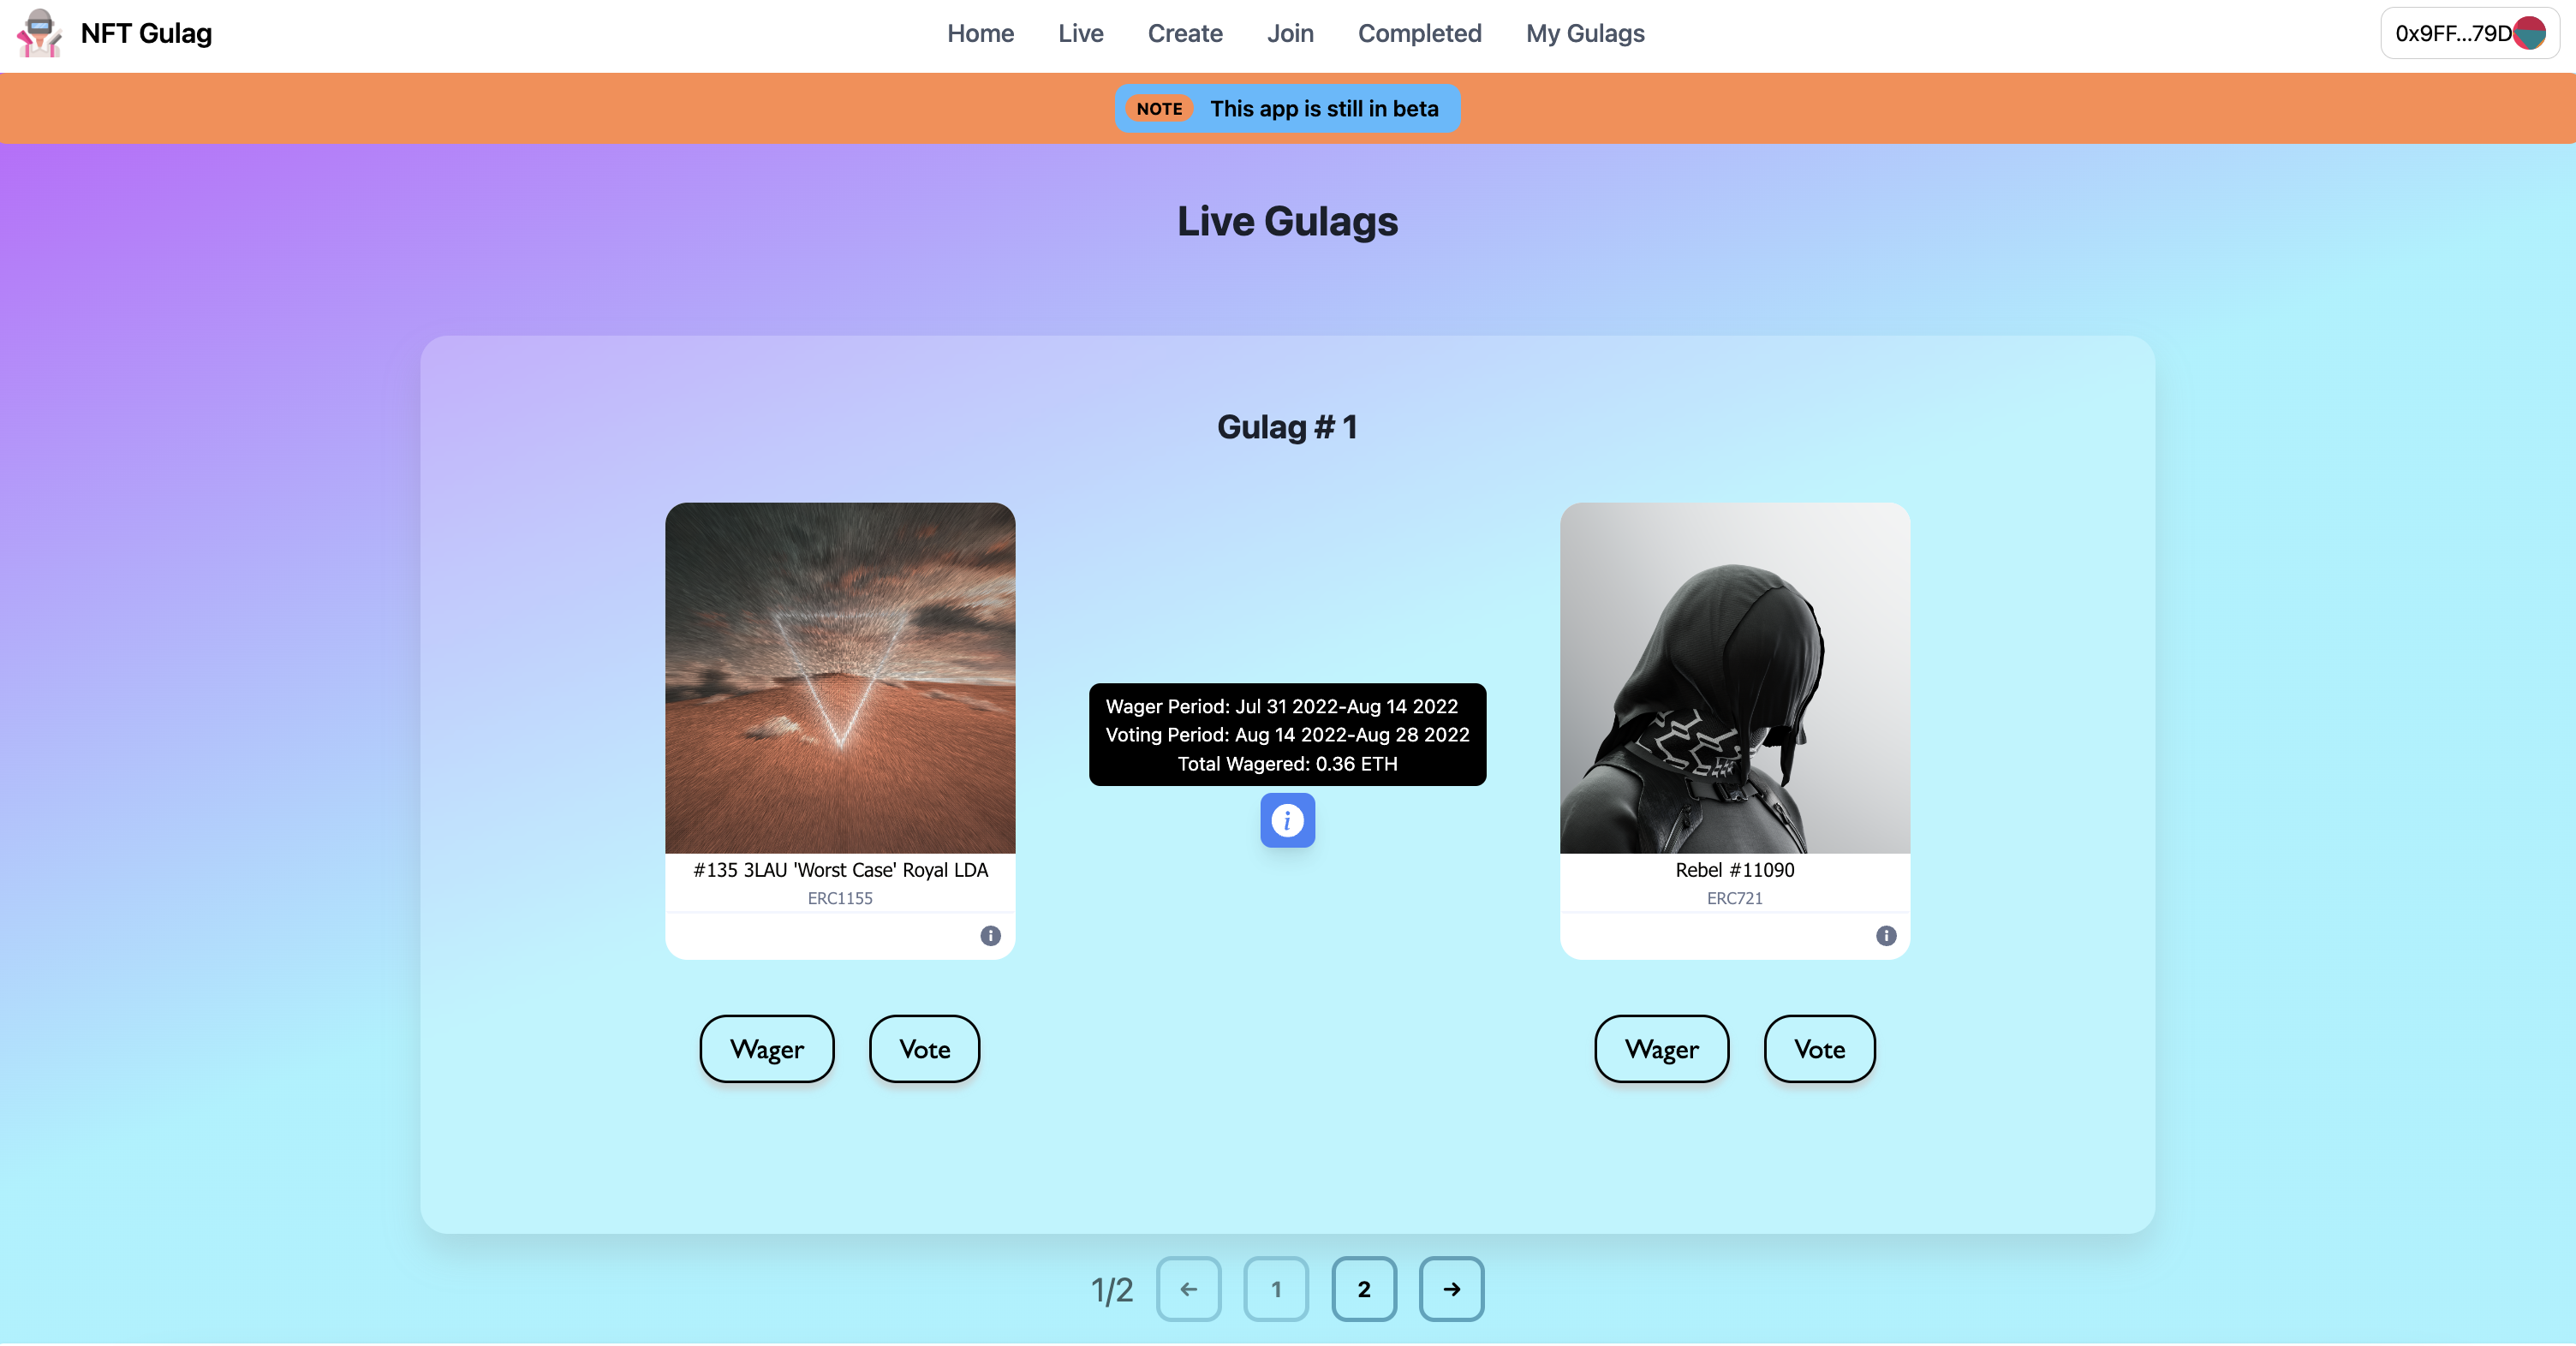 NFT Gulag
Home Live Create Join Completed My Gulags
0x9FF...79D
NOTE This app is still in beta
Live Gulags
Gulag # 1
Wager Period: Jul 31 2022-Aug 14 2022
Voting Period: Aug 14 2022-Aug 28 2022
Total Wagered: 0.36 ETH
i
#135 3LAU 'Worst Case' Royal LDA
ERC1155
i
Rebel #11090
ERC721
i
Wager Vote
Wager Vote
1/2 ← 1 2 →